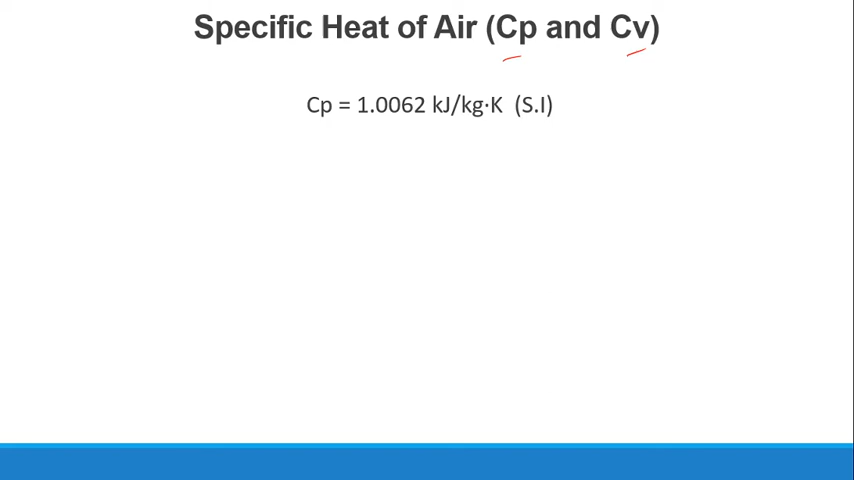 Specific Heat of Air (Cp and Cv)
Cp = 1.0062 kJ/kg·K (S.I)